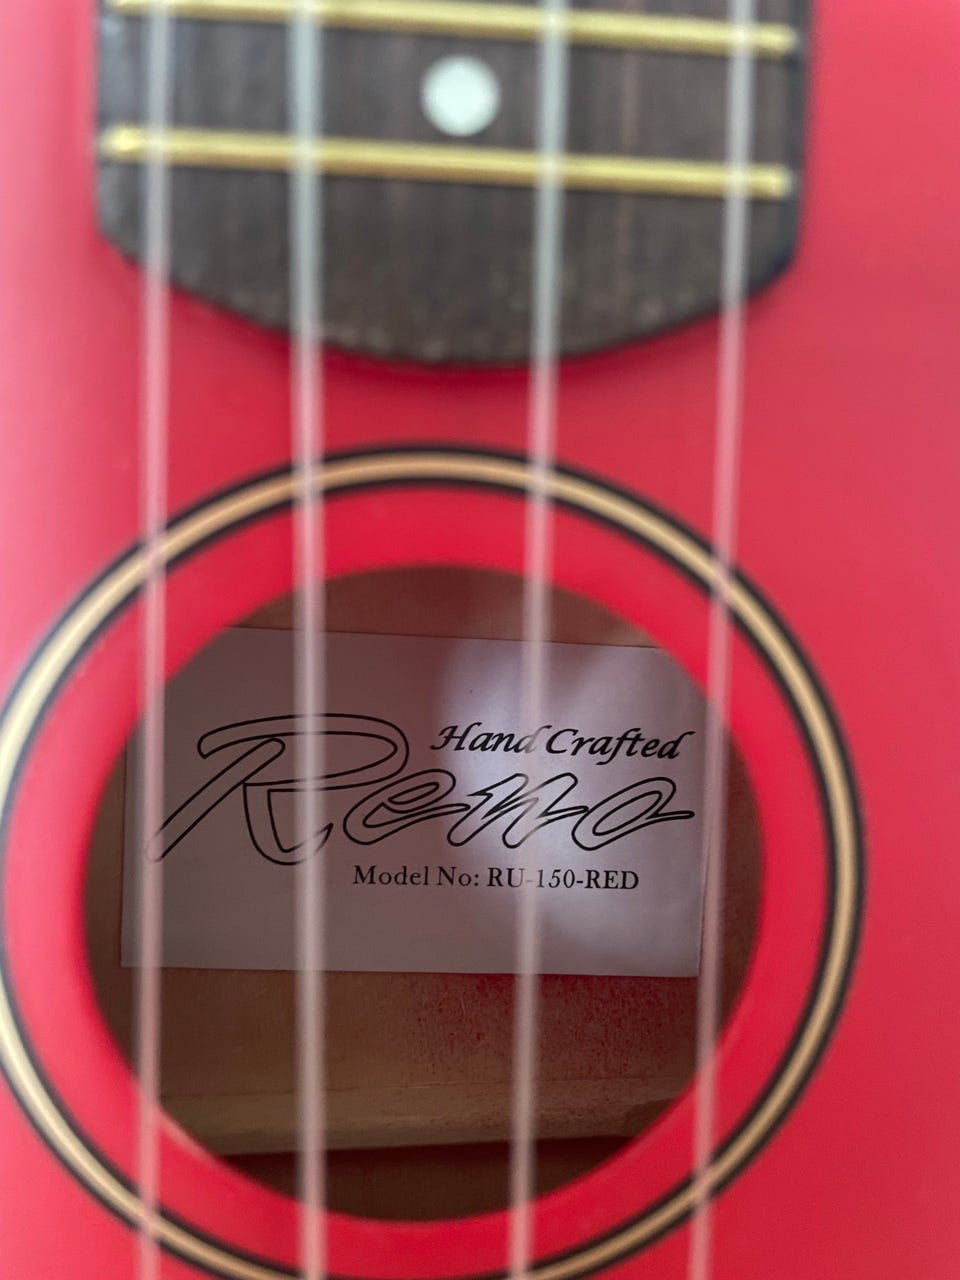 Hand Crafted
Reno
Model No: RU-150-RED